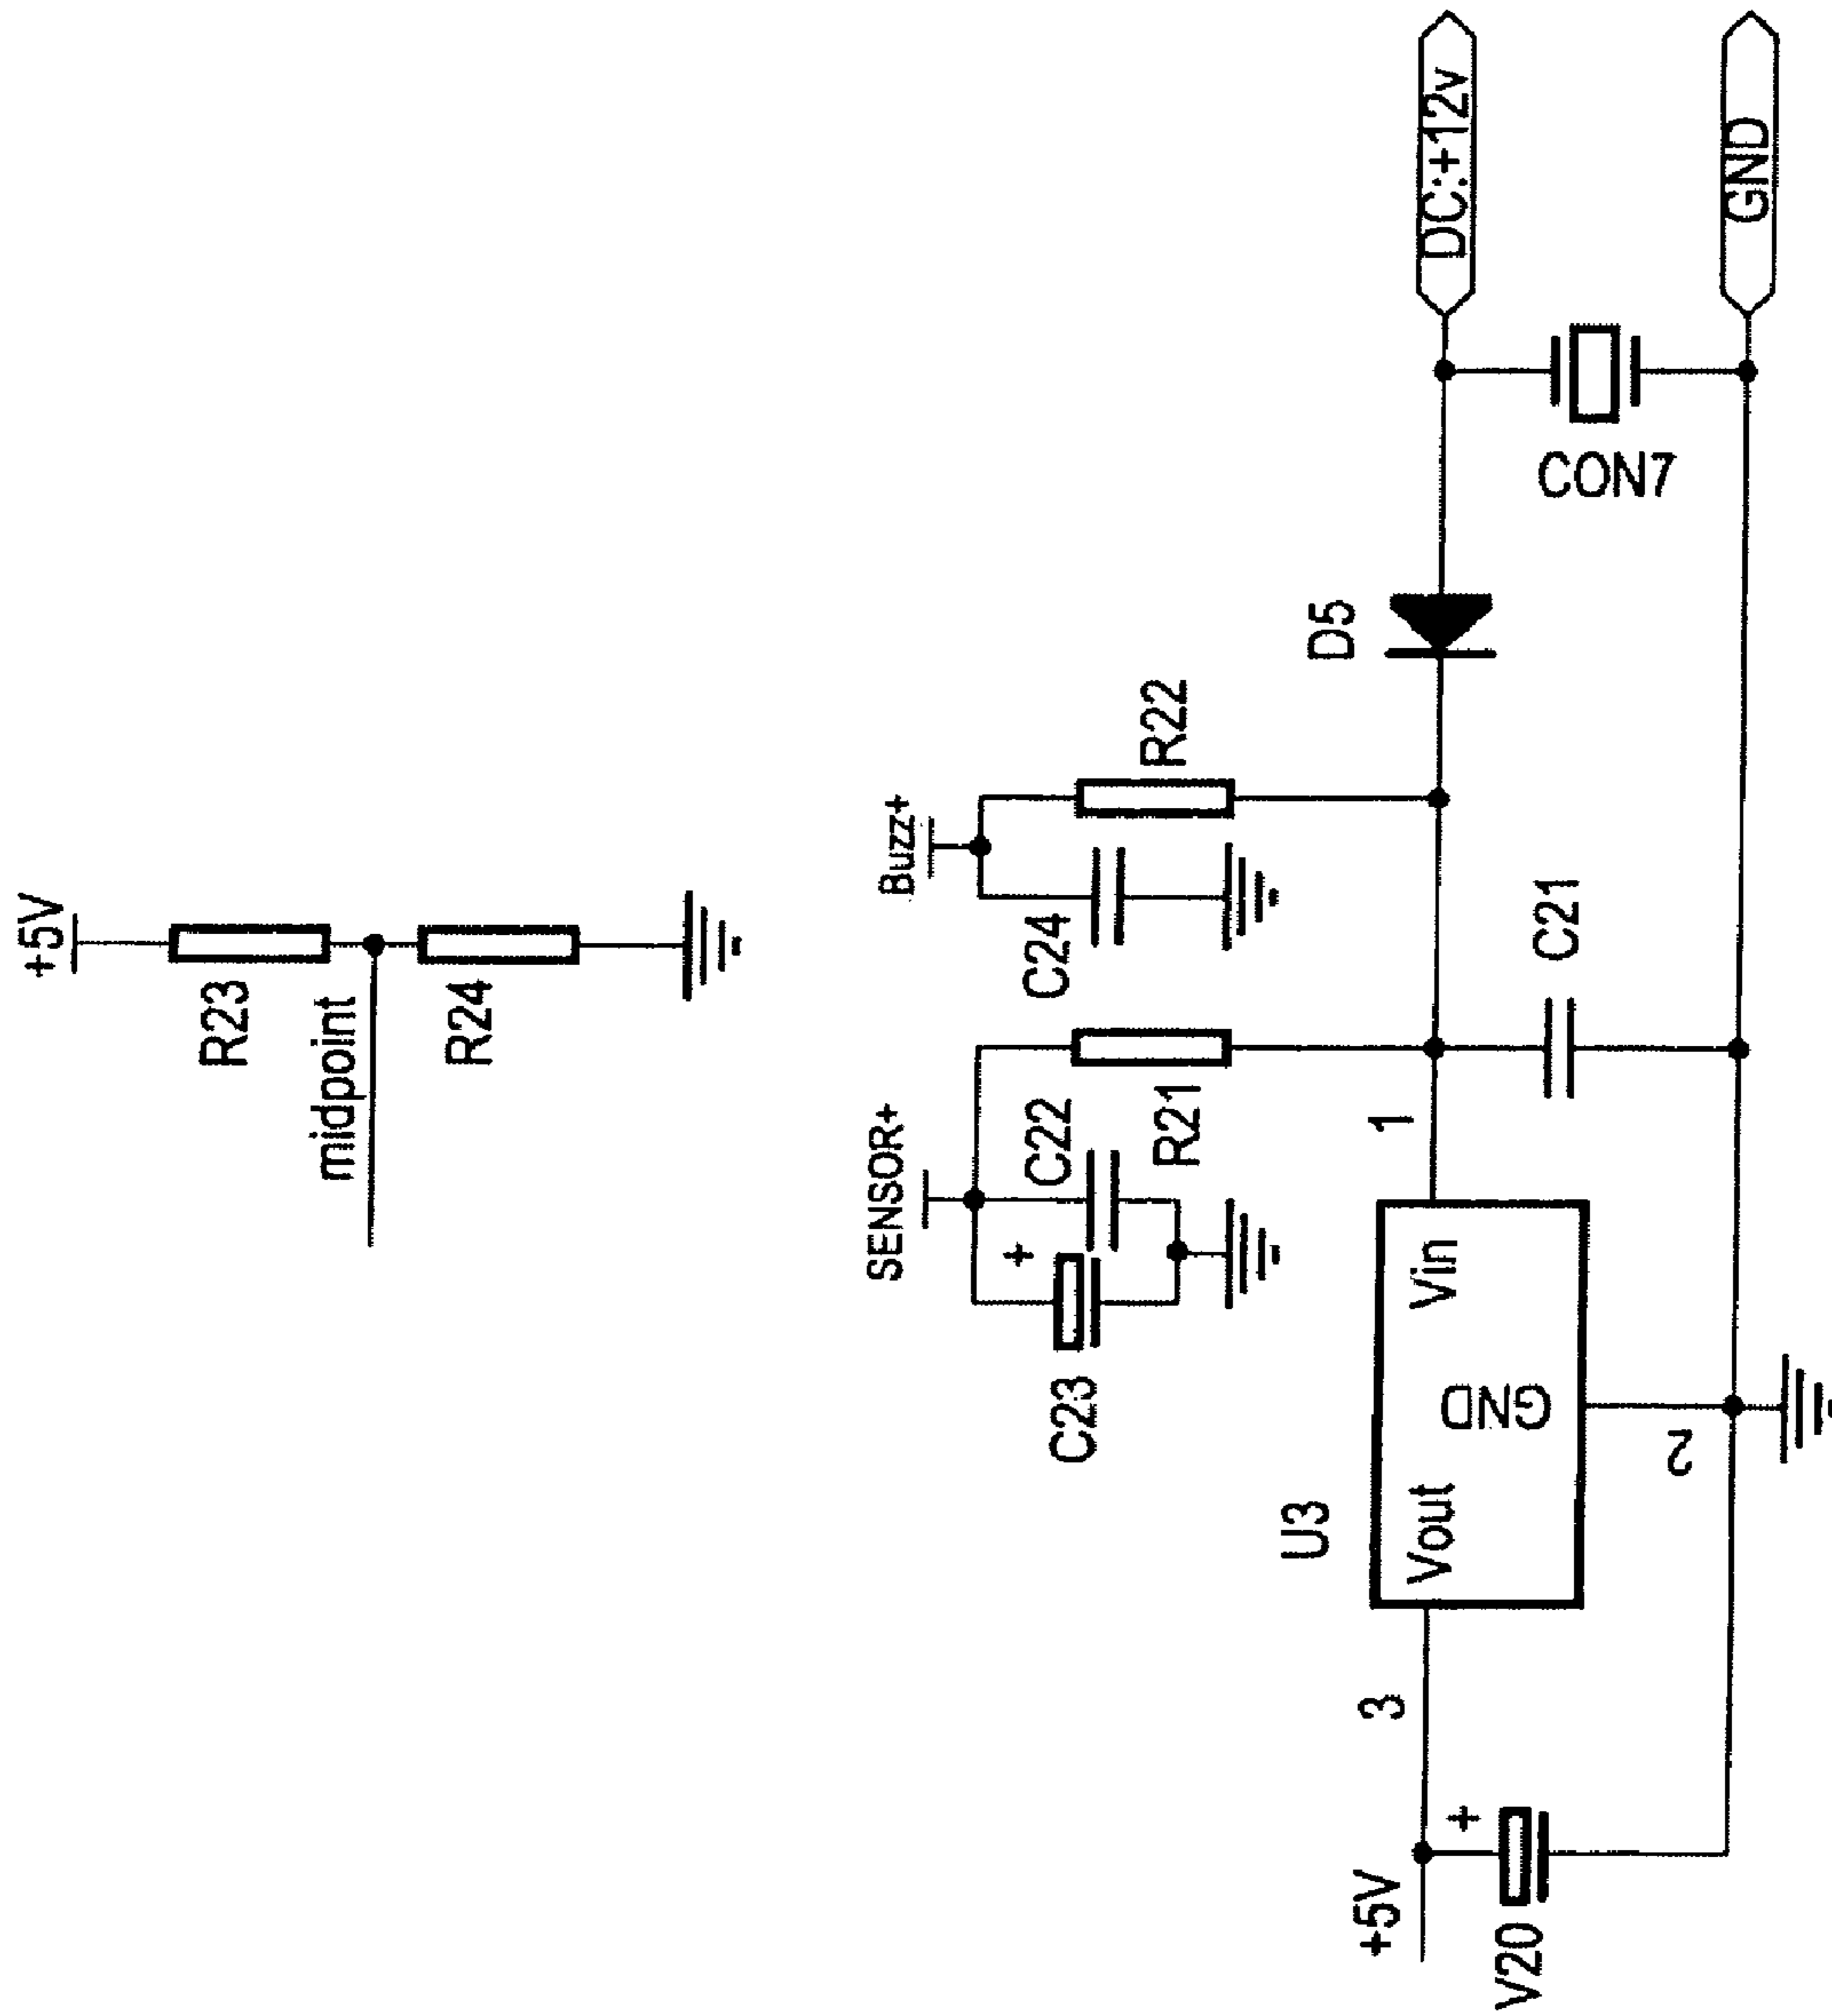 +5V
R23
midpoint
R24
Buzz+
R22
C24
SENSOR+
C22
R21
C23
D5
DC:+12v
CON7
GND
C21
1
U3
Vin
GND
Vout
2
3
+
+5V
+
V20